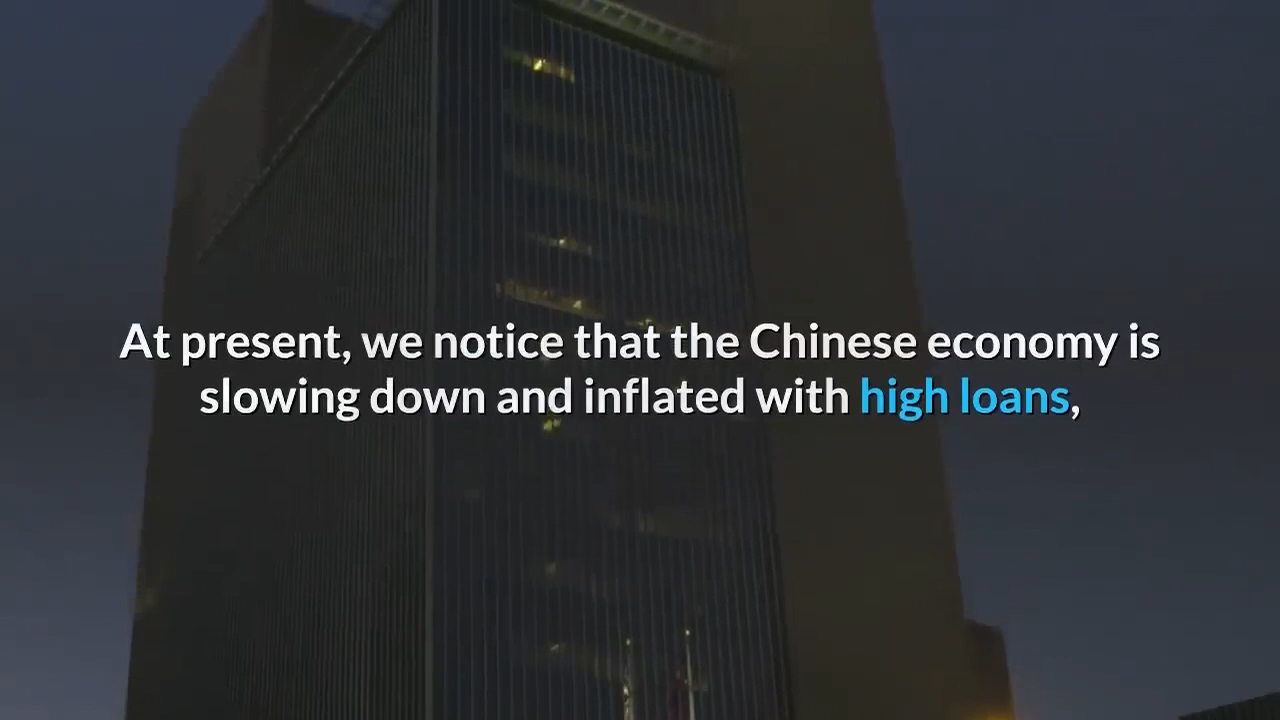 At present, we notice that the Chinese economy is
slowing down and inflated with high loans,